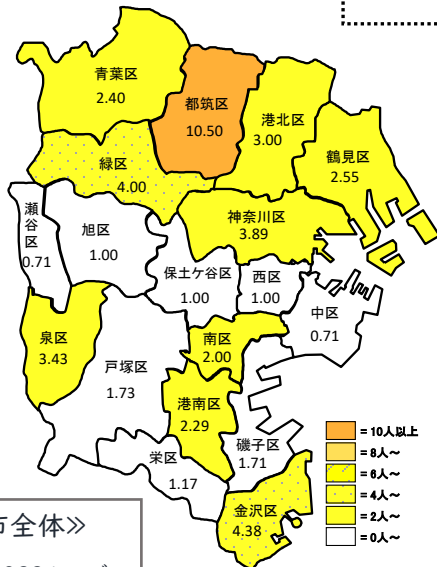 青葉区
2.40
都筑区
10.50
港北区
3.00
鶴見区
2.55
緑区
4.00
神奈川区
3.89
瀬谷区
0.71
旭区
1.00
保土ケ谷区
1.00
西区
1.00
中区
0.71
泉区
3.43
戸塚区
1.73
南区
2.00
港南区
2.29
磯子区
1.71
栄区
1.17
金沢区
4.38
=10人以上
=8人~
=6人~
=4人~
=2人~
=0人~
市全体≫